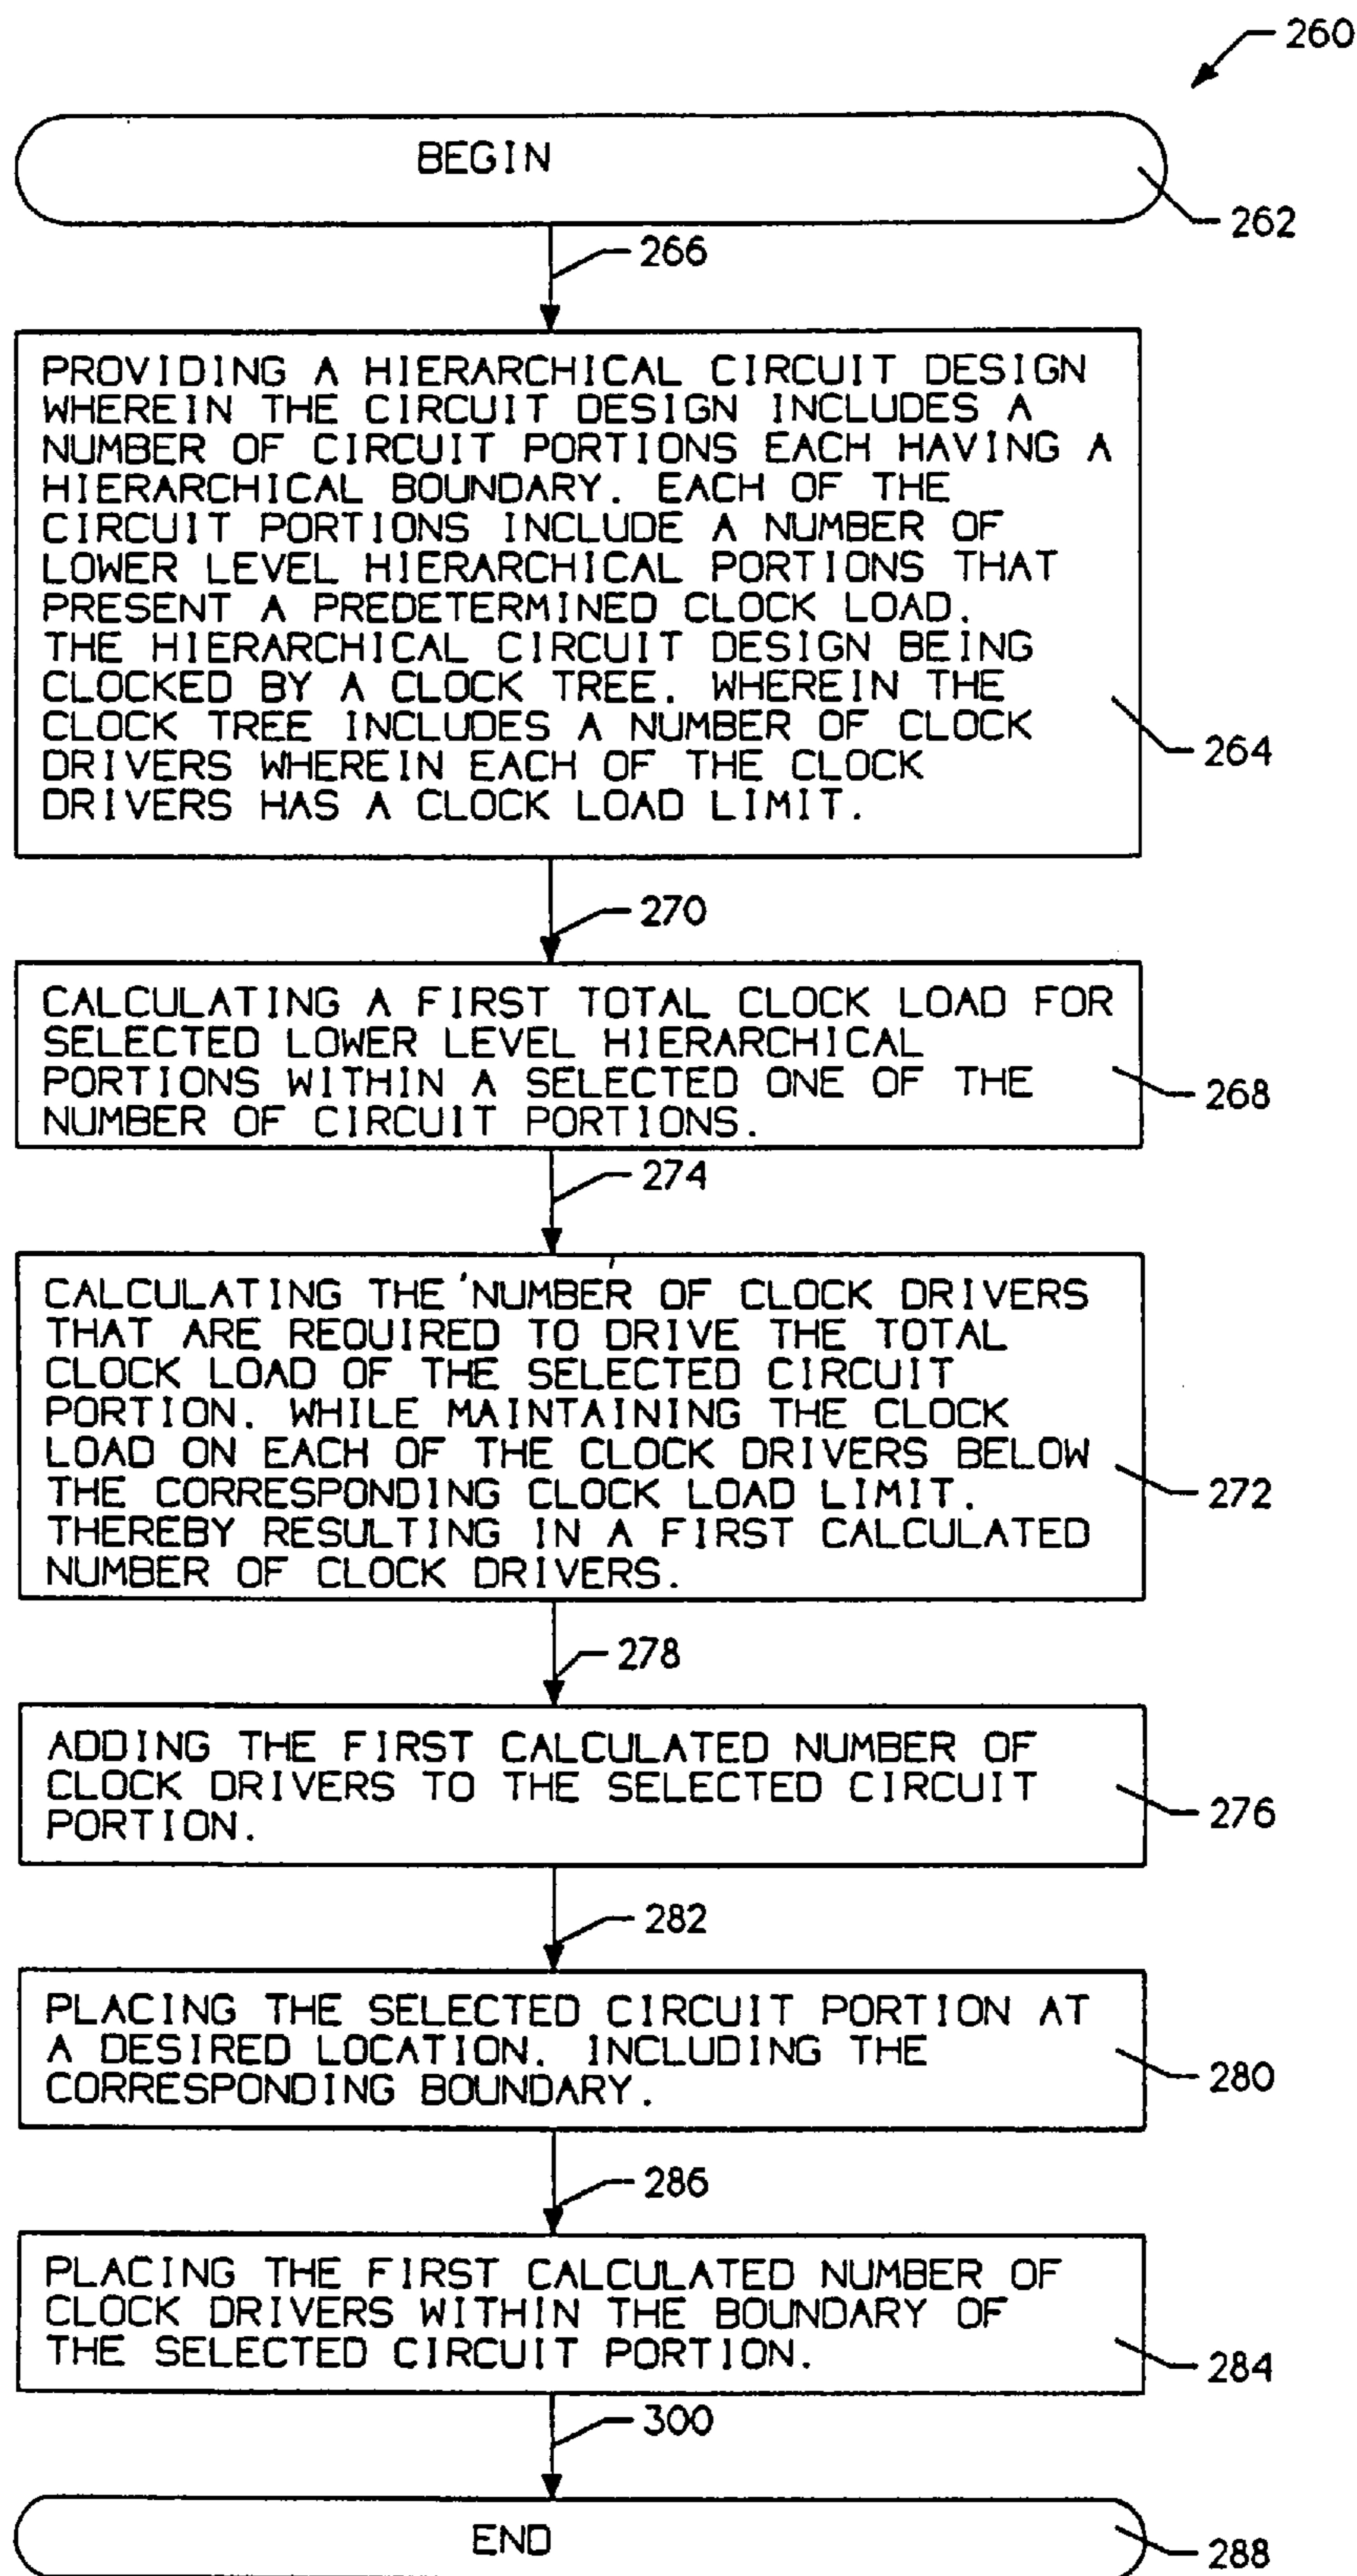 260
BEGIN
262
266
PROVIDING A HIERARCHICAL CIRCUIT DESIGN
WHEREIN THE CIRCUIT DESIGN INCLUDES A
NUMBER OF CIRCUIT PORTIONS EACH HAVING A
HIERARCHICAL BOUNDARY. EACH OF THE
CIRCUIT PORTIONS INCLUDE A NUMBER OF
LOWER LEVEL HIERARCHICAL PORTIONS THAT
PRESENT A PREDETERMINED CLOCK LOAD.
THE HIERARCHICAL CIRCUIT DESIGN BEING
CLOCKED BY A CLOCK TREE. WHEREIN THE
CLOCK TREE INCLUDES A NUMBER OF CLOCK
DRIVERS WHEREIN EACH OF THE CLOCK
DRIVERS HAS A CLOCK LOAD LIMIT.
264
270
CALCULATING A FIRST TOTAL CLOCK LOAD FOR
SELECTED LOWER LEVEL HIERARCHICAL
PORTIONS WITHIN A SELECTED ONE OF THE
NUMBER OF CIRCUIT PORTIONS.
268
274
CALCULATING THE NUMBER OF CLOCK DRIVERS
THAT ARE REQUIRED TO DRIVE THE TOTAL
CLOCK LOAD OF THE SELECTED CIRCUIT
PORTION. WHILE MAINTAINING THE CLOCK
LOAD ON EACH OF THE CLOCK DRIVERS BELOW
THE CORRESPONDING CLOCK LOAD LIMIT.
THEREBY RESULTING IN A FIRST CALCULATED
NUMBER OF CLOCK DRIVERS.
272
278
ADDING THE FIRST CALCULATED NUMBER OF
CLOCK DRIVERS TO THE SELECTED CIRCUIT
PORTION.
276
282
PLACING THE SELECTED CIRCUIT PORTION AT
A DESIRED LOCATION. INCLUDING THE
CORRESPONDING BOUNDARY.
280
286
PLACING THE FIRST CALCULATED NUMBER OF
CLOCK DRIVERS WITHIN THE BOUNDARY OF
THE SELECTED CIRCUIT PORTION.
284
300
END
288